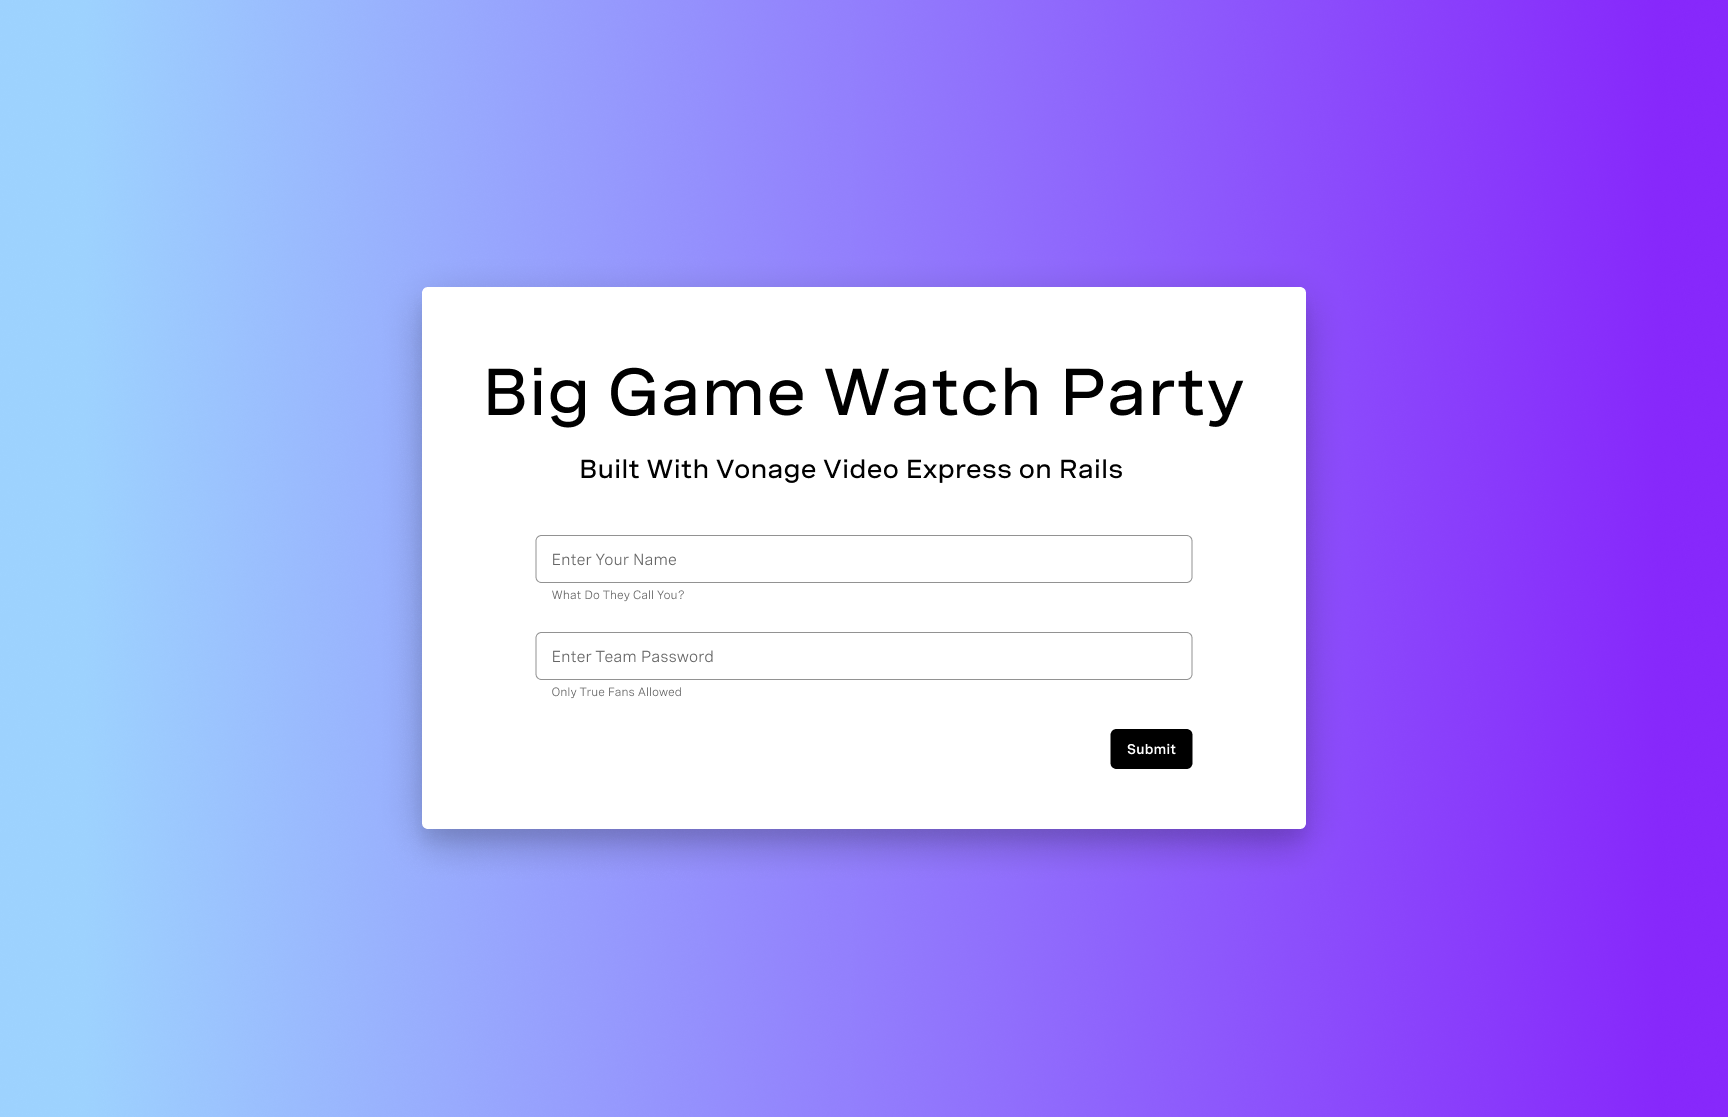 Big Game Watch Party
Built With Vonage Video Express on Rails
Enter Your Name
What Do They Call You?
Enter Team Password
Only True Fans Allowed
Submit